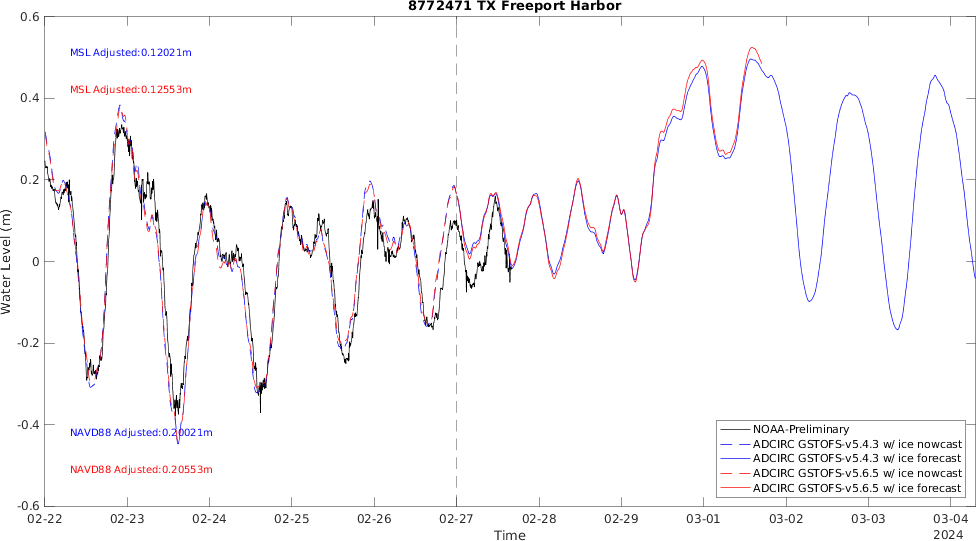 8772471 TX Freeport Harbor
0.6
MSL Adjusted:0.12021m
MSL Adjusted:0.12553m
0.4
0.2
0
-0.2
-0.4
-0.6
Water Level (m)
NAVD88 Adjusted:0.20021m
NAVD88 Adjusted:0.20553m
NOAA-Preliminary
ADCIRC GSTOFS-v5.4.3 w/ ice nowcast
ADCIRC GSTOFS-v5.4.3 w/ ice forecast
ADCIRC GSTOFS-v5.6.5 w/ ice nowcast
ADCIRC GSTOFS-v5.6.5 w/ ice forecast
02-22 02-23 02-24 02-25 02-26 02-27 02-28 02-29 03-01 03-02 03-03 03-04
Time
2024